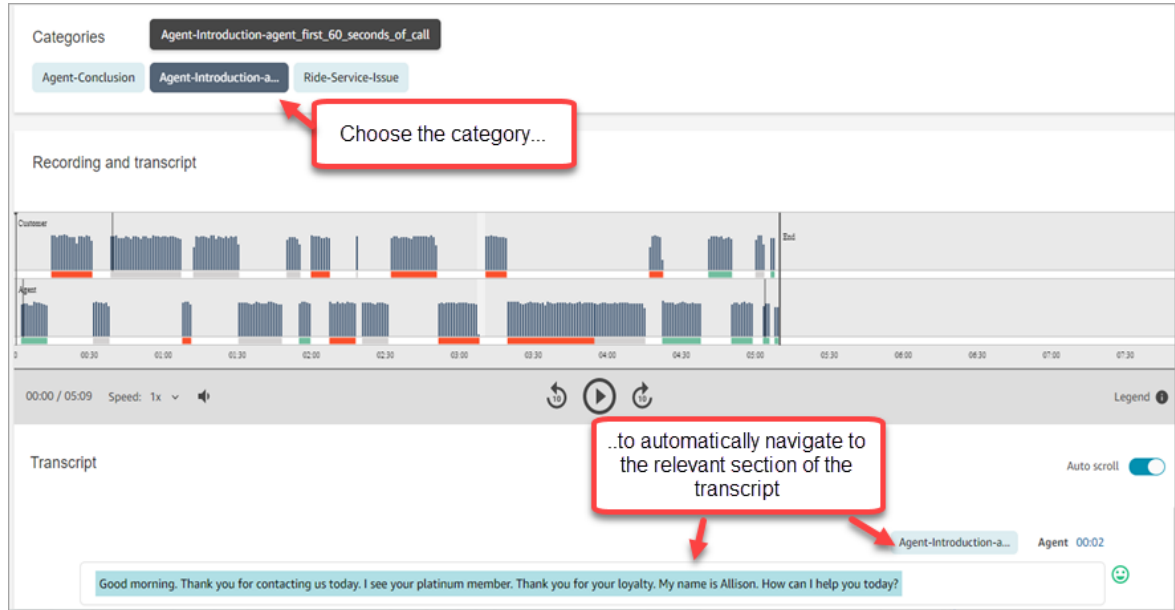 Categories
Agent-Introduction-agent_first_60_seconds_of_call
Agent-Conclusion Agent-Introduction-a... Ride-Service-Issue
Choose the category...
Recording and transcript
Customer
End
Agent
0 00:30 01:00 01:30 02:00 02:30 03:00 03:30 04:00 04:30 05:00 05:30 06:00 06:30 07:00 07:30
00:00 / 05:09 Speed: 1x 10 10 Legend
..to automatically navigate to
the relevant section of the
transcript
Transcript
Auto scroll
Agent-Introduction-a... Agent 00:02
Good morning. Thank you for contacting us today. I see your platinum member. Thank you for your loyalty. My name is Allison. How can I help you today?